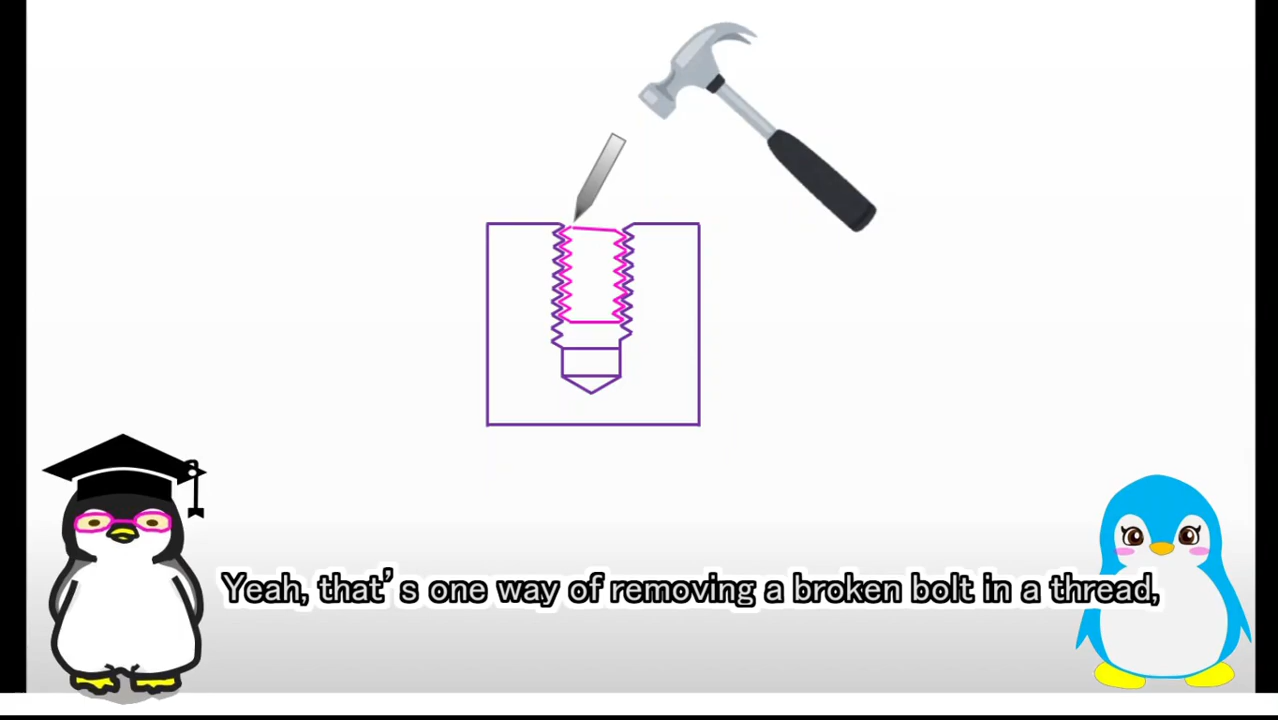 Yeah, that's one way of removing a broken bolt in a thread,